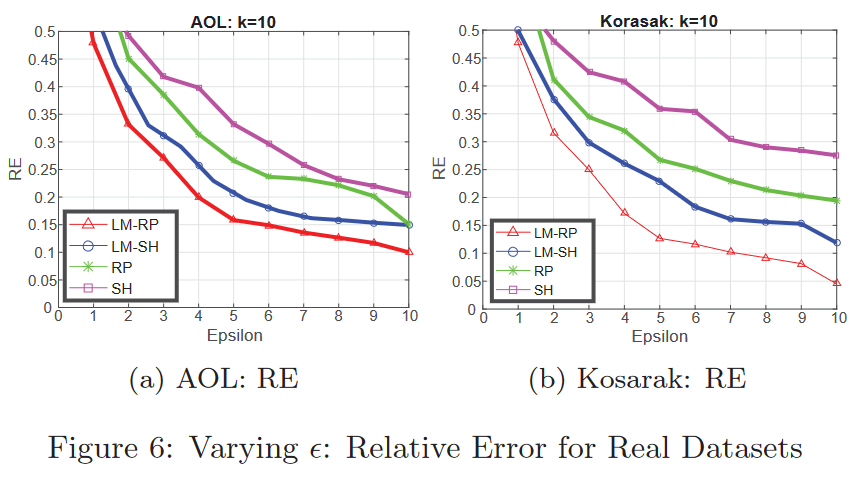 AOL: k=10
0.5
0.45
0.4
0.35
0.3
0.25
0.2
0.15
0.1
0.05
0
RE
LM-RP
LM-SH
RP
SH
0 1 2 3 4 5 6 7 8 9 10
Epsilon
(a) AOL: RE
Korasak: k=10
0.5
0.45
0.4
0.35
0.3
0.25
0.2
0.15
0.1
0.05
0
RE
LM-RP
LM-SH
RP
SH
0 1 2 3 4 5 6 7 8 9 10
Epsilon
(b) Kosarak: RE
Figure 6: Varying ϵ: Relative Error for Real Datasets